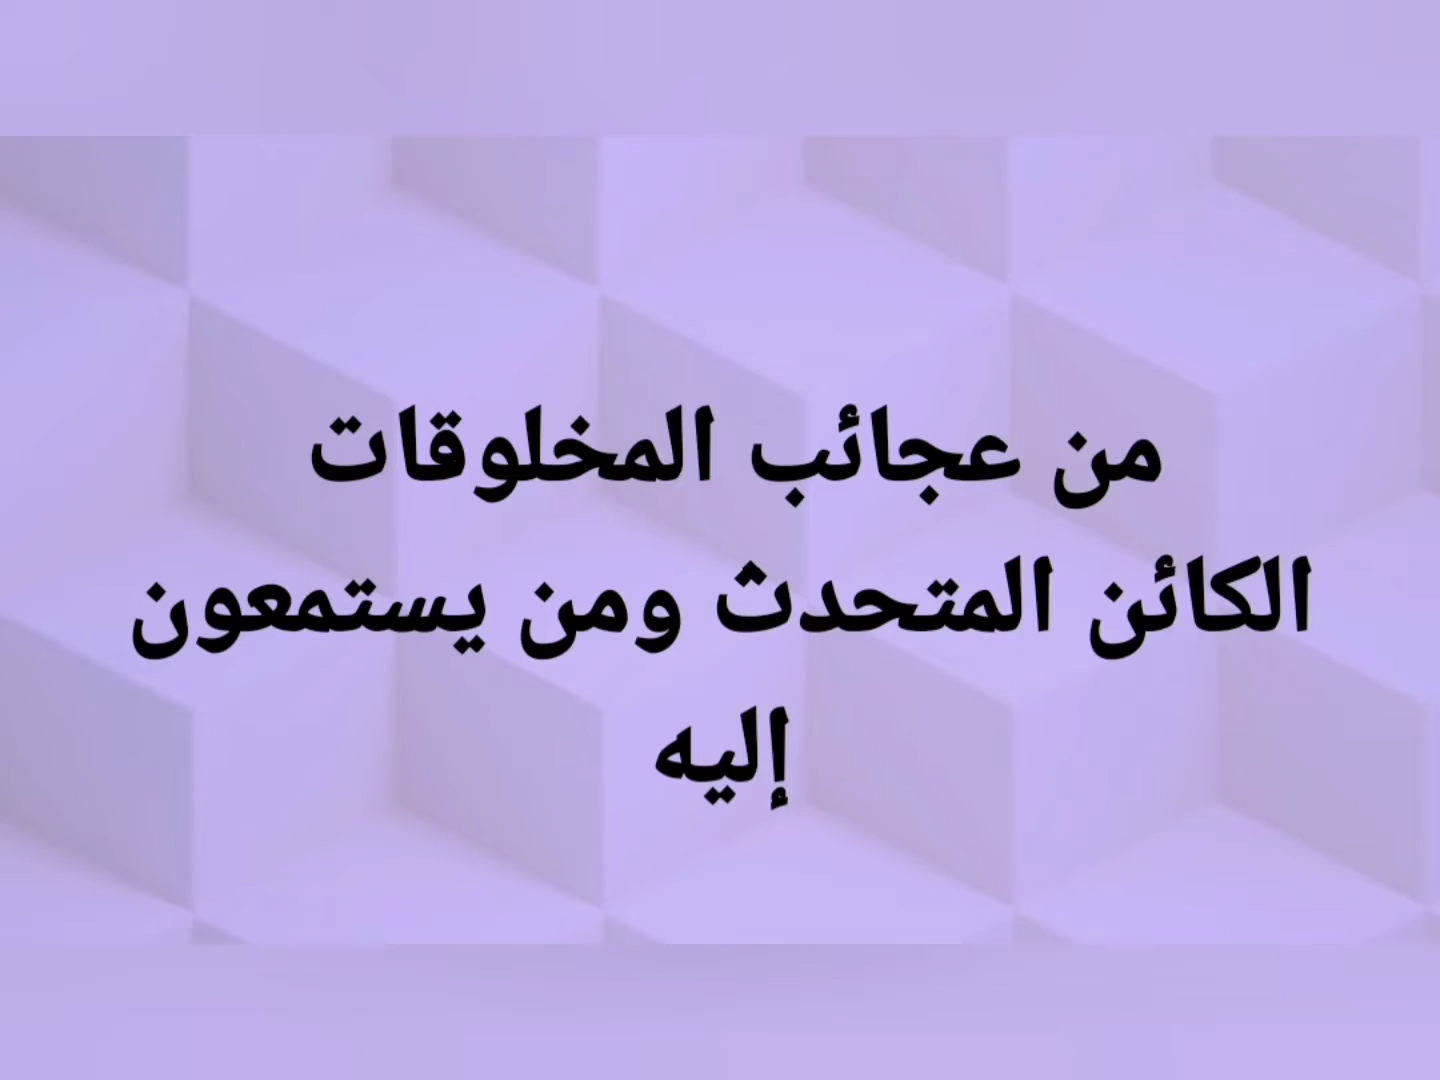 من عجائب المخلوقات
الكائن المتحدث ومن يستمعون
إليه